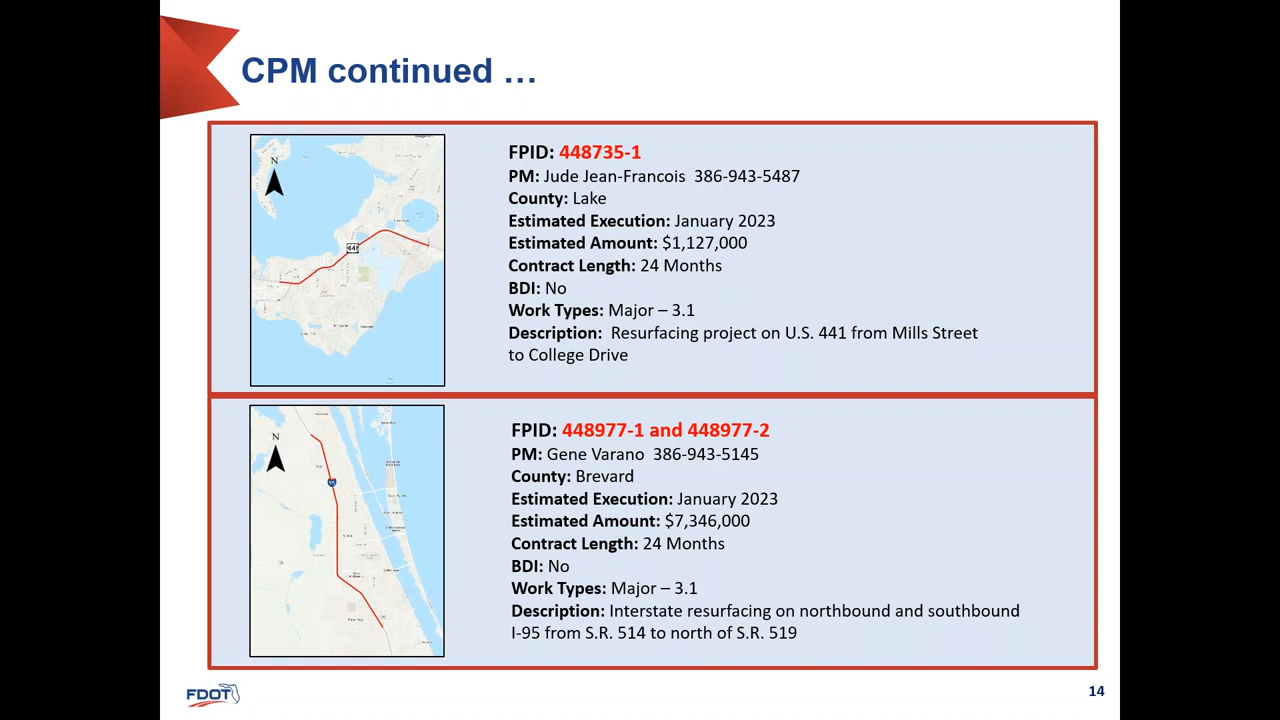 CPM continued …
N
441
FPID: 448735-1
PM: Jude Jean-Francois  386-943-5487
County: Lake
Estimated Execution: January 2023
Estimated Amount: $1,127,000
Contract Length: 24 Months
BDI: No
Work Types: Major – 3.1
Description:  Resurfacing project on U.S. 441 from Mills Street
to College Drive
N
95
FPID: 448977-1 and 448977-2
PM: Gene Varano  386-943-5145
County: Brevard
Estimated Execution: January 2023
Estimated Amount: $7,346,000
Contract Length: 24 Months
BDI: No
Work Types: Major – 3.1
Description: Interstate resurfacing on northbound and southbound
I-95 from S.R. 514 to north of S.R. 519
FDOT
14